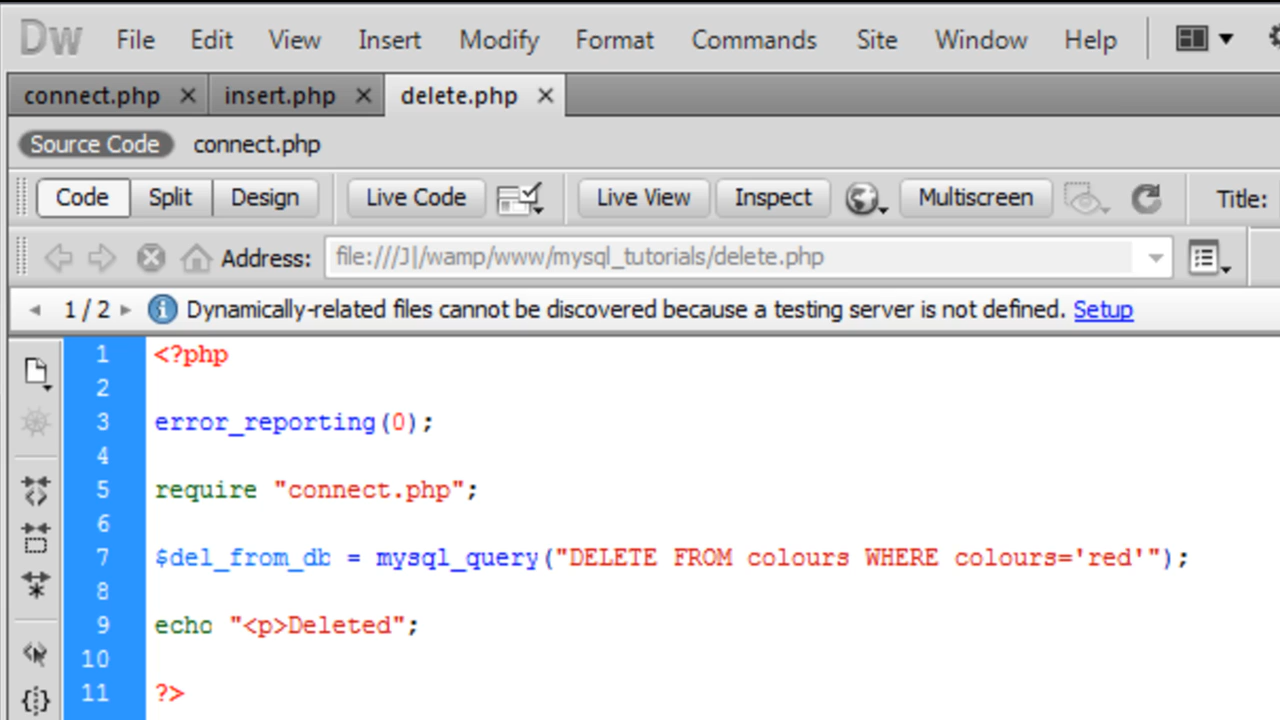 Dw File Edit View Insert Modify Format Commands Site Window Help
connect.php × insert.php × delete.php ×
Source Code connect.php
Code Split Design Live Code Live View Inspect Multiscreen Title:
Address: file:///J|/wamp/www/mysql_tutorials/delete.php
1 / 2 Dynamically-related files cannot be discovered because a testing server is not defined. Setup
1 <?php
2
3 error_reporting(0);
4
5 require "connect.php";
6
7 $del_from_db = mysql_query("DELETE FROM colours WHERE colours='red'");
8
9 echo "<p>Deleted";
10
11 ?>